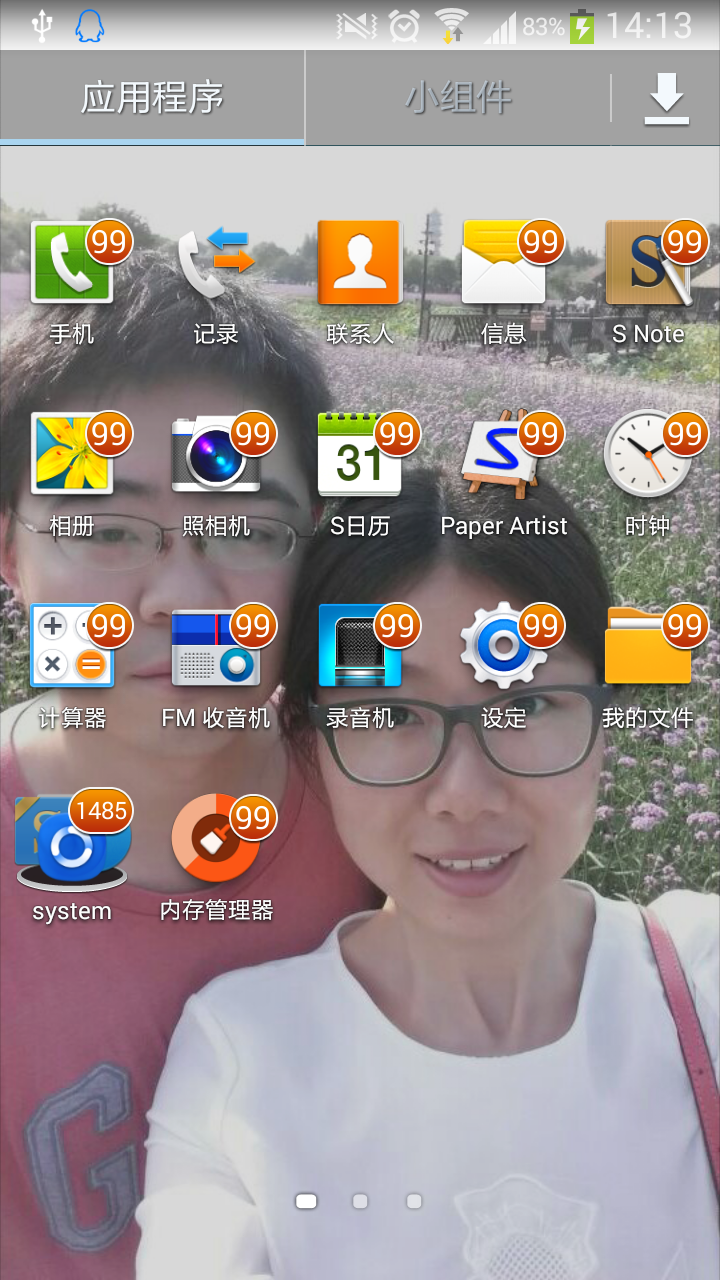 83% 14:13
应用程序 小组件
99 99 99
手机 记录 联系人 信息 S Note
99 99 31 99 99 99
相册 照相机 S日历 Paper Artist 时钟
99 99 99 99 99
计算器 FM 收音机 录音机 设定 我的文件
1485 99
system 内存管理器
G